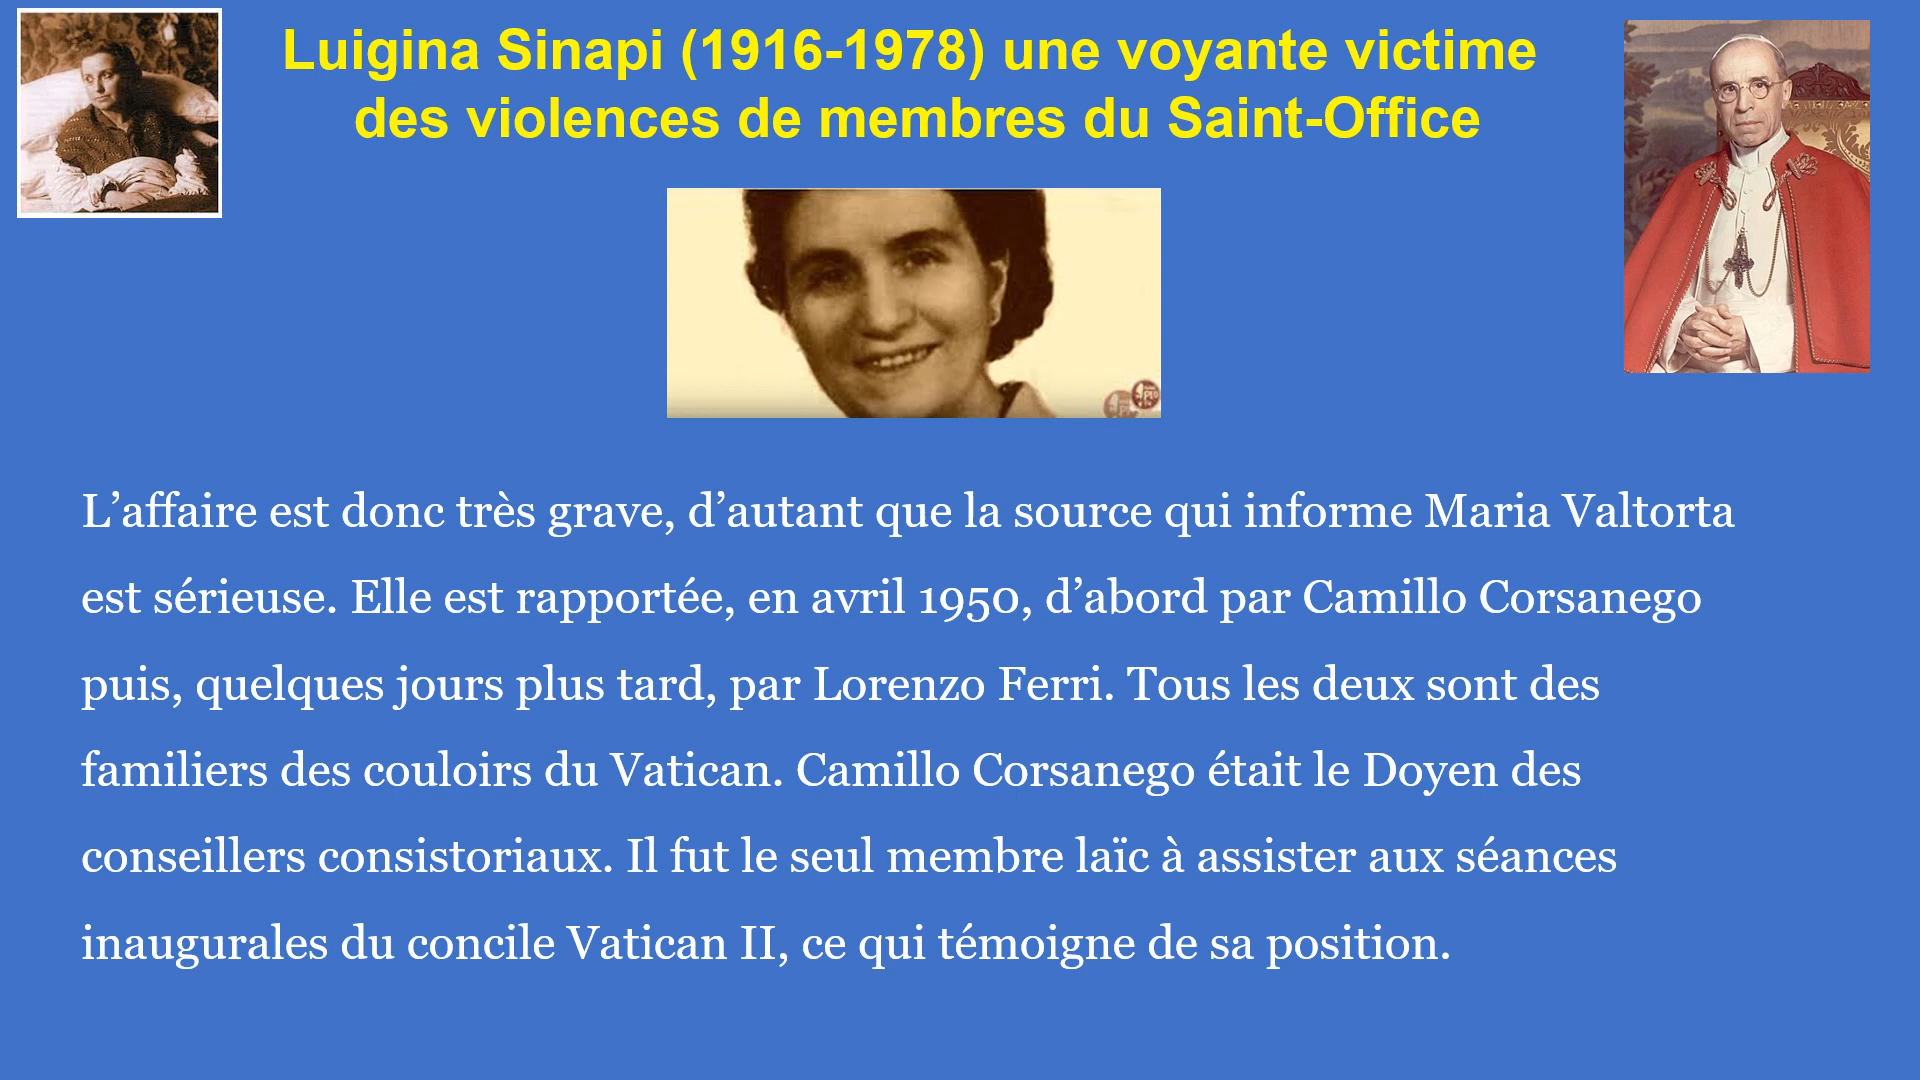 Luigina Sinapi (1916-1978) une voyante victime
des violences de membres du Saint-Office
L’affaire est donc très grave, d’autant que la source qui informe Maria Valtorta
est sérieuse. Elle est rapportée, en avril 1950, d’abord par Camillo Corsanego
puis, quelques jours plus tard, par Lorenzo Ferri. Tous les deux sont des
familiers des couloirs du Vatican. Camillo Corsanego était le Doyen des
conseillers consistoriaux. Il fut le seul membre laïc à assister aux séances
inaugurales du concile Vatican II, ce qui témoigne de sa position.